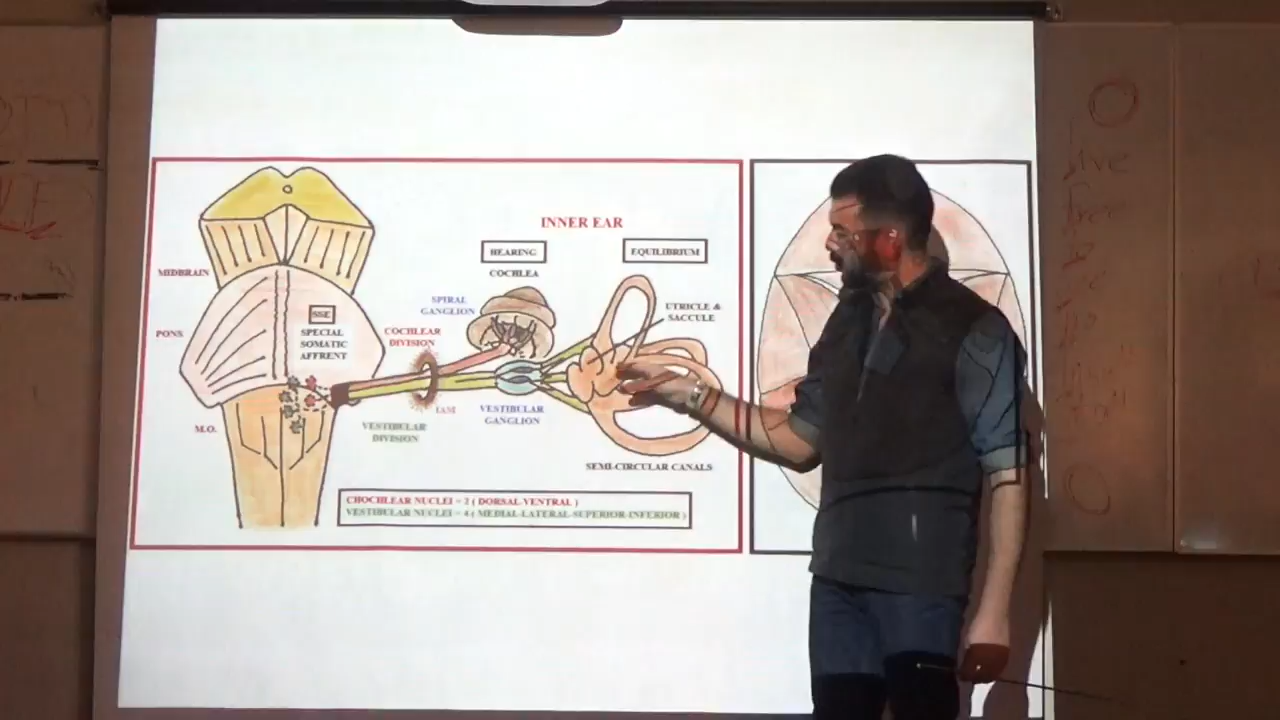 INNER EAR
HEARING
EQUILIBRIUM
MIDBRAIN
COCHLEA
SPIRAL
GANGLION
UTRICLE &
SACCULE
SSE
PONS
SPECIAL
SOMATIC
AFFRENT
COCHLEAR
DIVISION
IAM
VESTIBULAR
GANGLION
M.O.
VESTIBULAR
DIVISION
SEMI-CIRCULAR CANALS
CHOCHLEAR NUCLEI = 2 ( DORSAL-VENTRAL )
VESTIBULAR NUCLEI = 4 ( MEDIAL-LATERAL-SUPERIOR-INFERIOR )